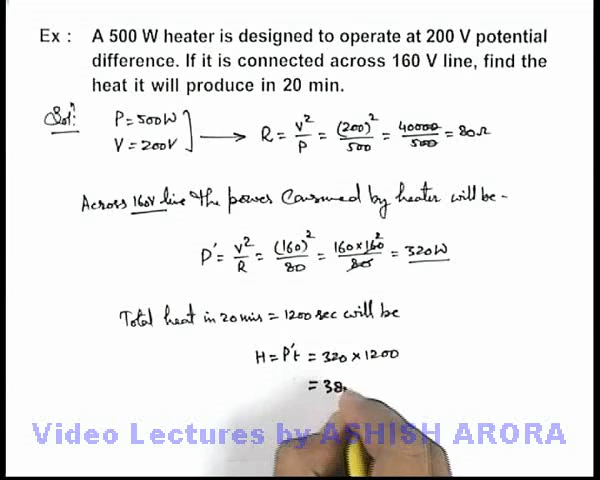 Ex : A 500 W heater is designed to operate at 200 V potential
difference. If it is connected across 160 V line, find the
heat it will produce in 20 min.
Solⁿ: P = 500W
V = 200V
→ R = V²/P = (200)²/500 = 40000/500 = 80Ω
Across 160V line the power Consumed by heater will be -
P' = V²/R = (160)²/80 = 160×160²/80 = 320W
Total heat in 20 min = 1200 sec will be
H = P't = 320 × 1200
= 38
Video Lectures by ASHISH ARORA